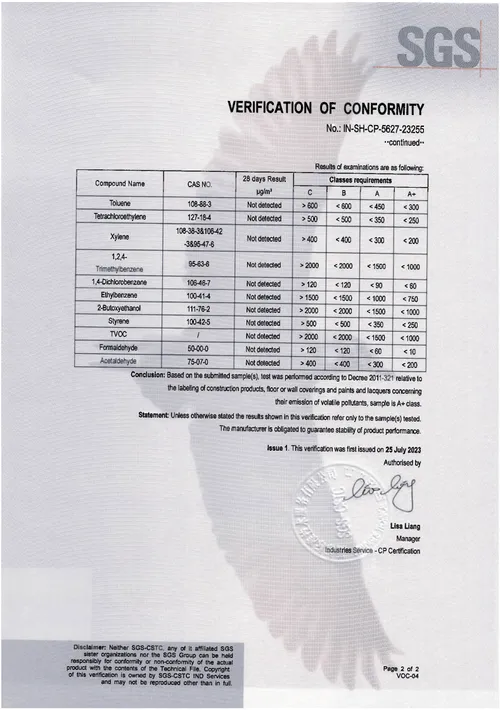 SGS
VERIFICATION OF CONFORMITY
No.: IN-SH-CP-5627-23255
--continued--
Results of examinations are as following:
Compound Name CAS NO. 28 days Result µg/m³ Classes requirements
C B A A+
Toluene 108-88-3 Not detected > 600 < 600 < 450 < 300
Tetrachloroethylene 127-18-4 Not detected > 500 < 500 < 350 < 250
Xylene 108-38-3&106-42-3&95-47-6 Not detected > 400 < 400 < 300 < 200
1,2,4-Trimethylbenzene 95-63-6 Not detected > 2000 < 2000 < 1500 < 1000
1,4-Dichlorobenzene 106-46-7 Not detected > 120 < 120 < 90 < 60
Ethylbenzene 100-41-4 Not detected > 1500 < 1500 < 1000 < 750
2-Butoxyethanol 111-76-2 Not detected > 2000 < 2000 < 1500 < 1000
Styrene 100-42-5 Not detected > 500 < 500 < 350 < 250
TVOC / Not detected > 2000 < 2000 < 1500 < 1000
Formaldehyde 50-00-0 Not detected > 120 < 120 < 60 < 10
Acetaldehyde 75-07-0 Not detected > 400 < 400 < 300 < 200
Conclusion: Based on the submitted sample(s), test was performed according to Decree 2011-321 relative to
the labeling of construction products, floor or wall coverings and paints and lacquers concerning
their emission of volatile pollutants, sample is A+ class.
Statement: Unless otherwise stated the results shown in this verification refer only to the sample(s) tested.
The manufacturer is obligated to guarantee stability of product performance.
Issue 1. This verification was first issued on 25 July 2023
Authorised by
Lisa Liang
Manager
Industries Service - CP Certification
Disclaimer: Neither SGS-CSTC, any of it affiliated SGS
sister organizations nor the SGS Group can be held
responsibly for conformity or non-conformity of the actual
product with the contents of the Technical File. Copyright
of this verification is owned by SGS-CSTC IND Services
and may not be reproduced other than in full.
Page 2 of 2
VOC-04